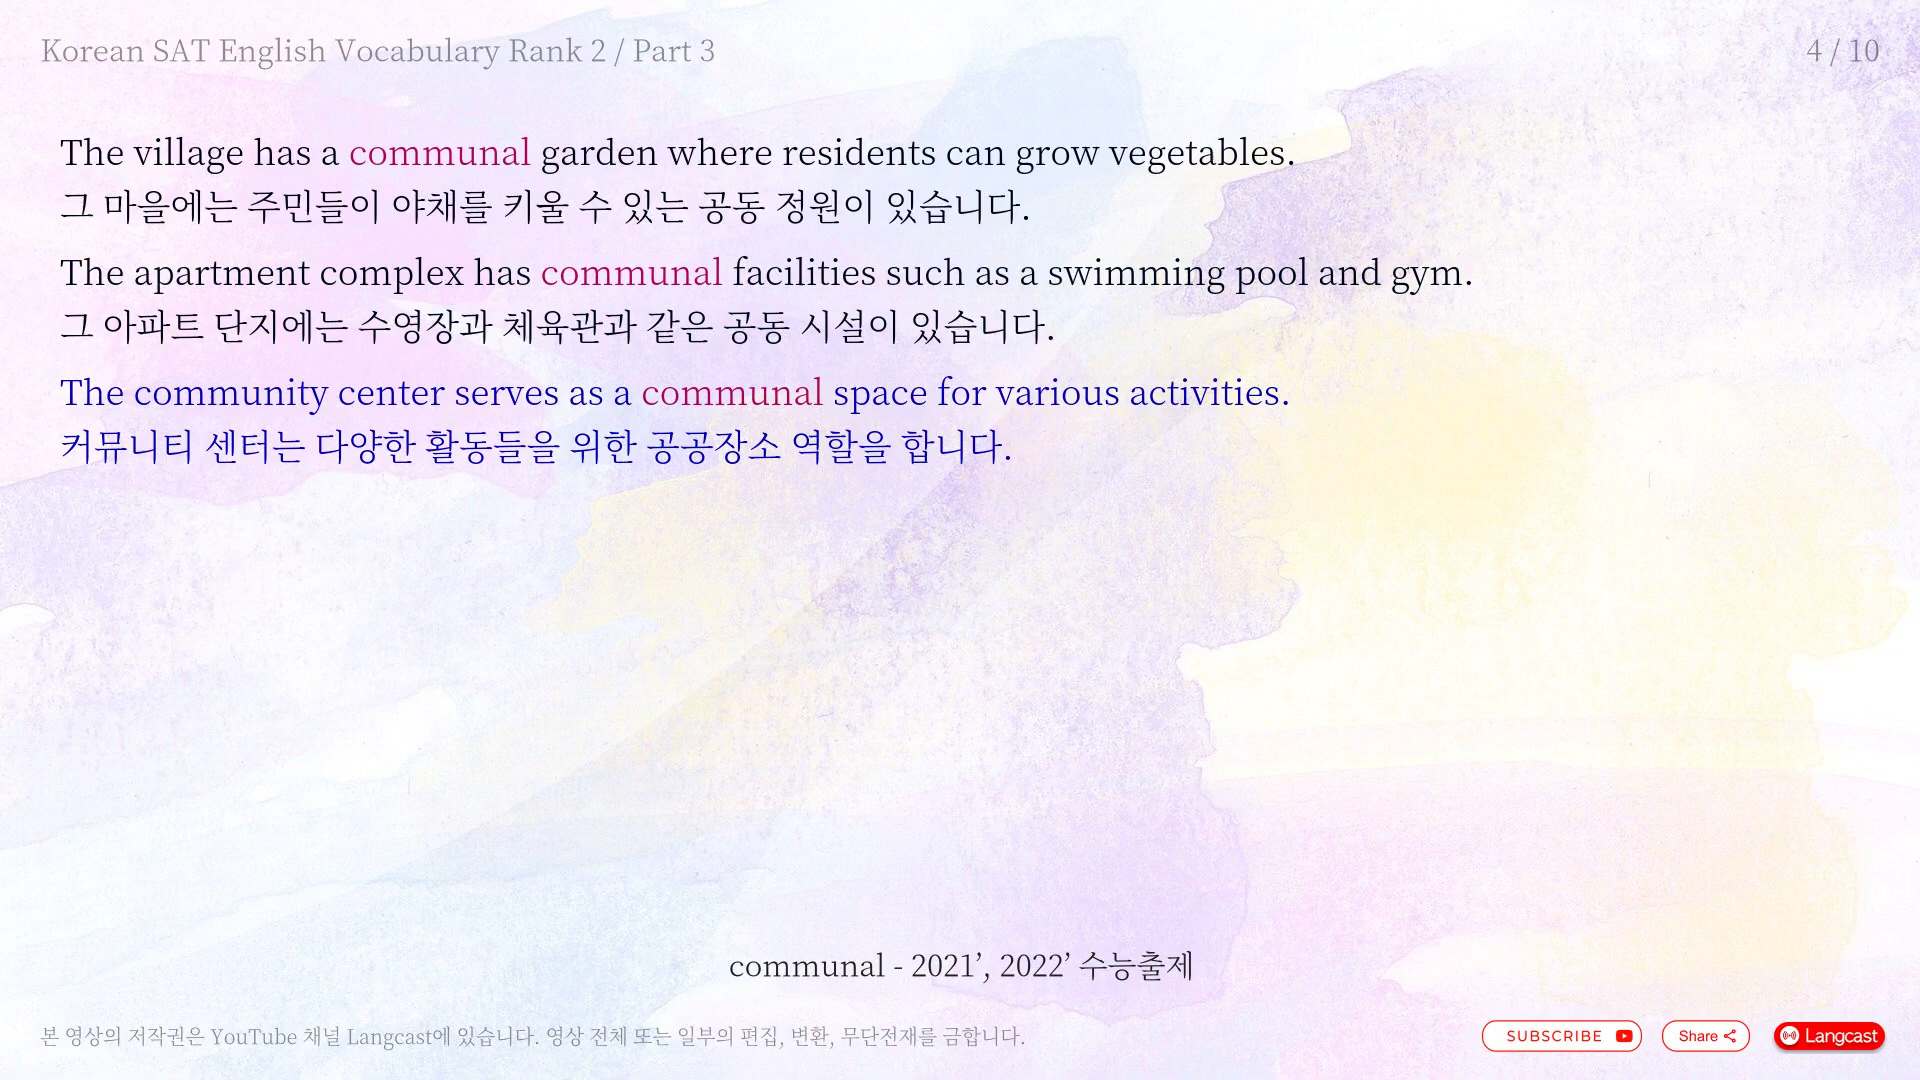 Korean SAT English Vocabulary Rank 2 / Part 3
4 / 10
The village has a communal garden where residents can grow vegetables.
그 마을에는 주민들이 야채를 키울 수 있는 공동 정원이 있습니다.
The apartment complex has communal facilities such as a swimming pool and gym.
그 아파트 단지에는 수영장과 체육관과 같은 공동 시설이 있습니다.
The community center serves as a communal space for various activities.
커뮤니티 센터는 다양한 활동들을 위한 공공장소 역할을 합니다.
communal - 2021’, 2022’ 수능출제
본 영상의 저작권은 YouTube 채널 Langcast에 있습니다. 영상 전체 또는 일부의 편집, 변환, 무단전재를 금합니다.
SUBSCRIBE
Share
Langcast